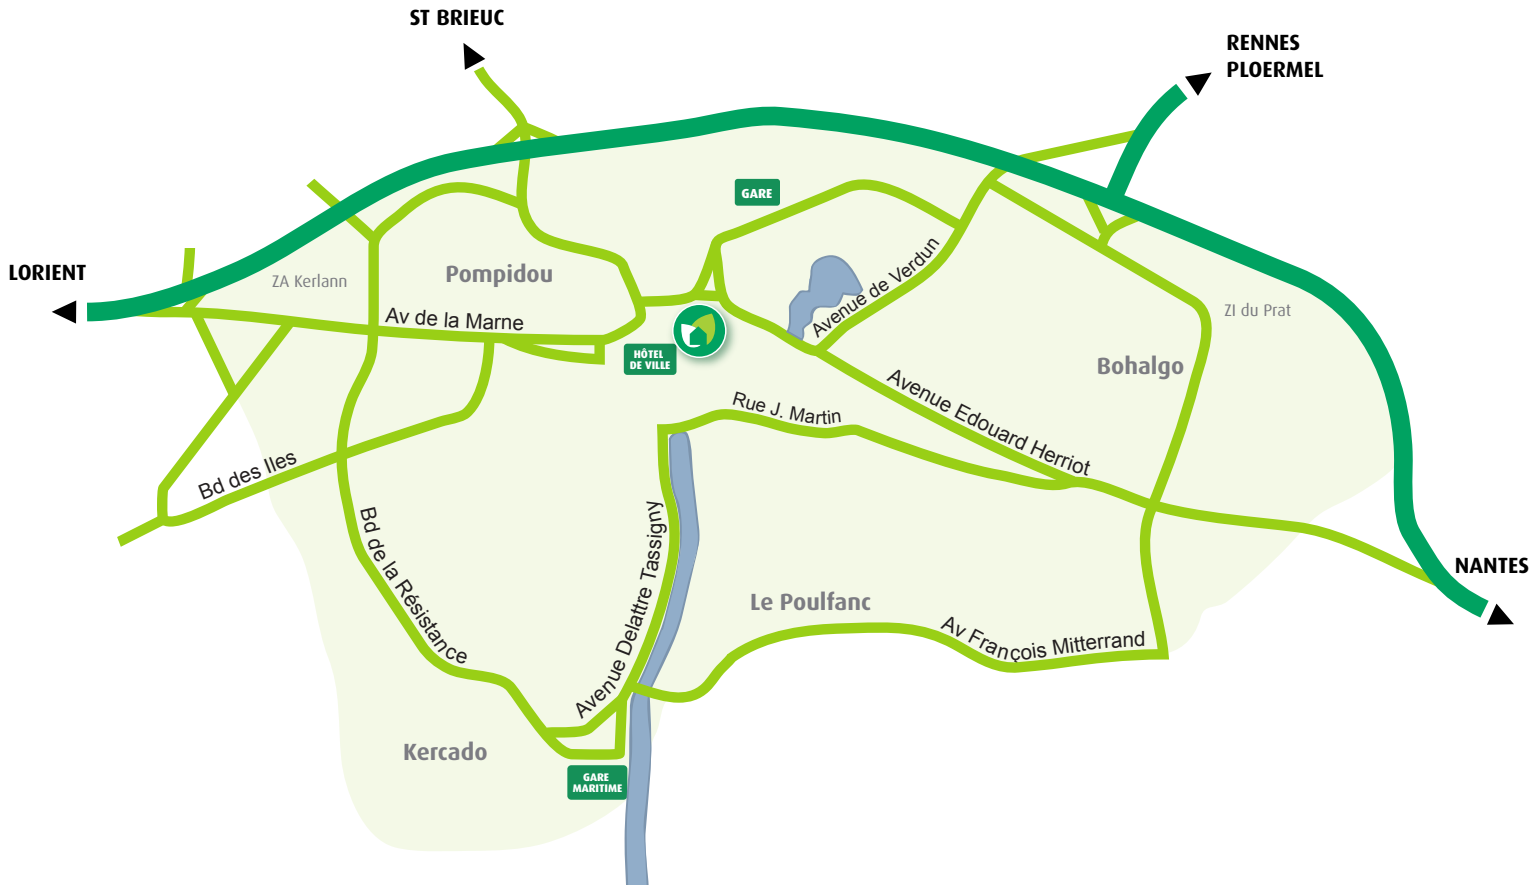 ST BRIEUC
RENNES
PLOERMEL
GARE
LORIENT
ZA Kerlann
Pompidou
Avenue de Verdun
Av de la Marne
ZI du Prat
HÔTEL
DE VILLE
Bohalgo
Avenue Edouard Herriot
Rue J. Martin
Bd des Iles
Bd de la Résistance
Avenue Delattre Tassigny
NANTES
Le Poulfanc
Av François Mitterrand
Kercado
GARE
MARITIME